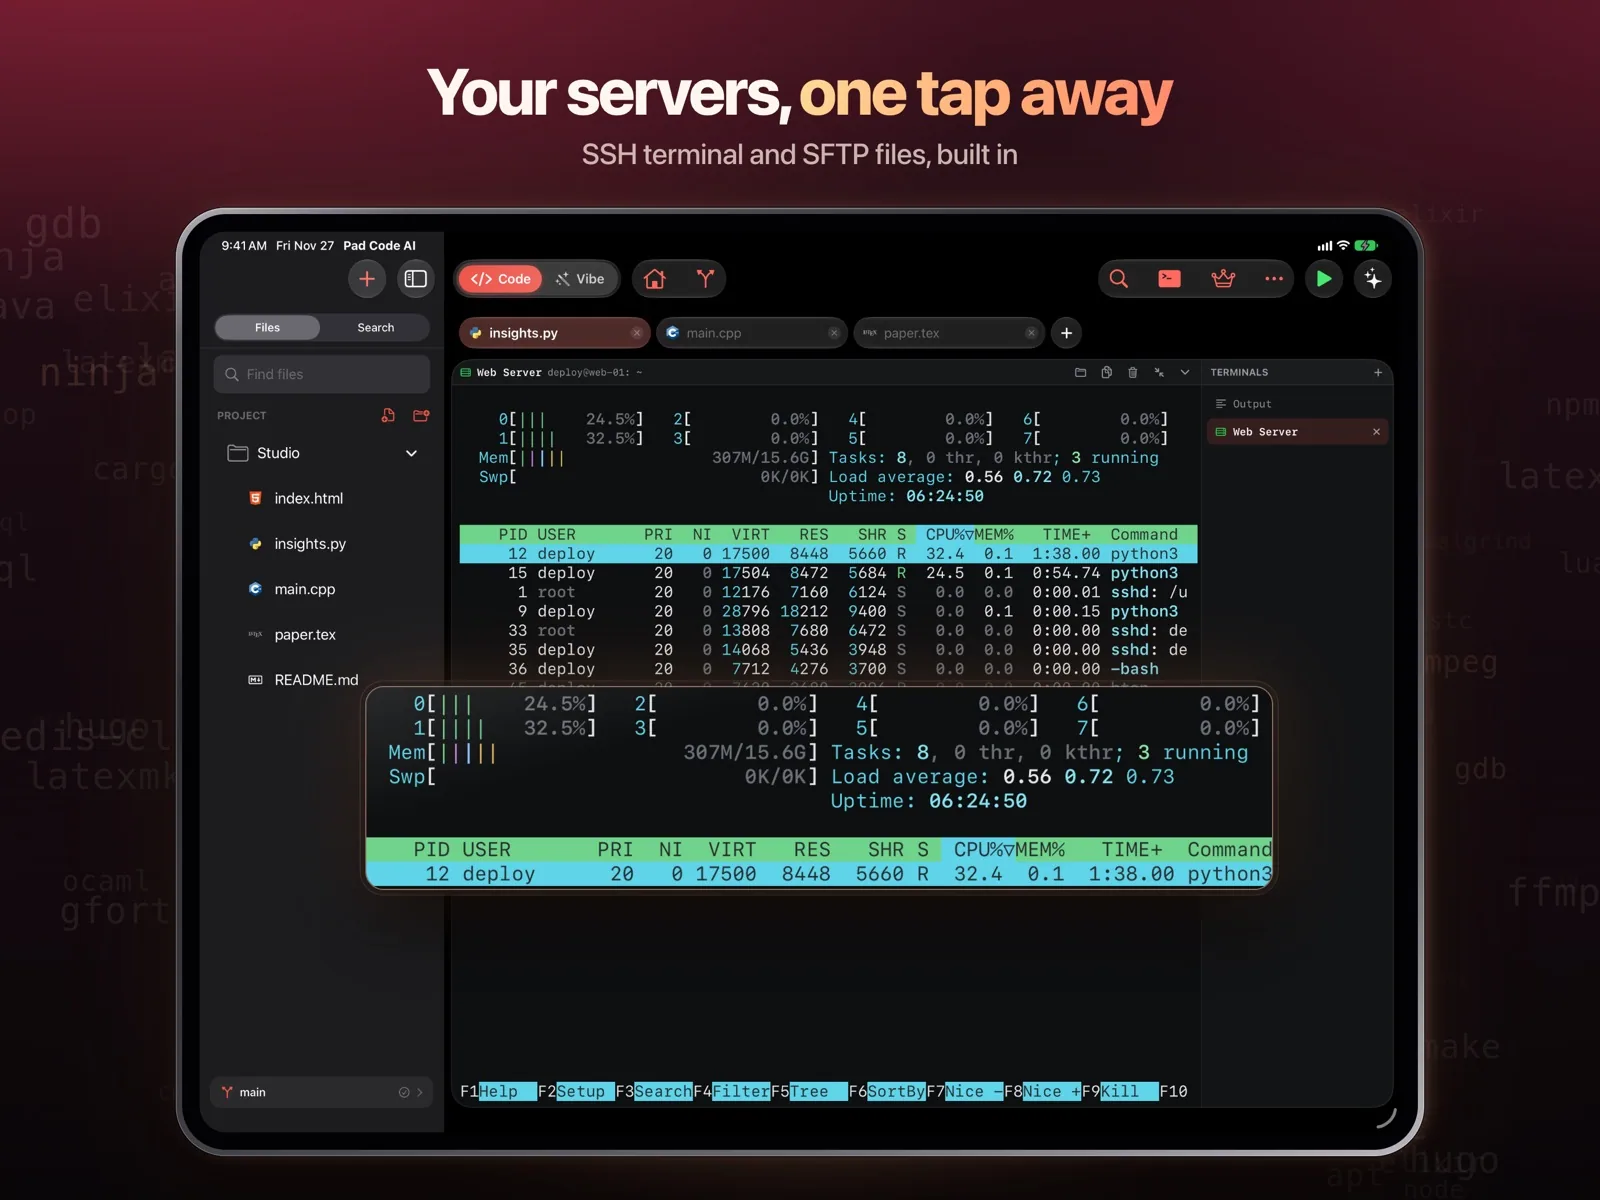 Your servers, one tap away
SSH terminal and SFTP files, built in
9:41 AM Fri Nov 27 Pad Code AI
</> Code Vibe
Files Search
insights.py main.cpp paper.tex
Find files
PROJECT
Studio
index.html
insights.py
main.cpp
paper.tex
README.md
main
Web Server deploy@web-01: ~
TERMINALS
Output
Web Server
0[||| 24.5%] 2[ 0.0%] 4[ 0.0%] 6[ 0.0%]
1[|||| 32.5%] 3[ 0.0%] 5[ 0.0%] 7[ 0.0%]
Mem[||||| 307M/15.6G] Tasks: 8, 0 thr, 0 kthr; 3 running
Swp[ 0K/0K] Load average: 0.56 0.72 0.73
Uptime: 06:24:50
PID USER PRI NI VIRT RES SHR S CPU%▽MEM% TIME+ Command
12 deploy 20 0 17500 8448 5660 R 32.4 0.1 1:38.00 python3
15 deploy 20 0 17504 8472 5684 R 24.5 0.1 0:54.74 python3
1 root 20 0 12176 7160 6124 S 0.0 0.0 0:00.01 sshd: /u
9 deploy 20 0 28796 18212 9400 S 0.0 0.1 0:00.15 python3
33 root 20 0 13808 7680 6472 S 0.0 0.0 0:00.00 sshd: de
35 deploy 20 0 14068 5436 3948 S 0.0 0.0 0:00.00 sshd: de
36 deploy 20 0 7712 4276 3700 S 0.0 0.0 0:00.00 -bash
0[||| 24.5%] 2[ 0.0%] 4[ 0.0%] 6[ 0.0%]
1[|||| 32.5%] 3[ 0.0%] 5[ 0.0%] 7[ 0.0%]
Mem[||||| 307M/15.6G] Tasks: 8, 0 thr, 0 kthr; 3 running
Swp[ 0K/0K] Load average: 0.56 0.72 0.73
Uptime: 06:24:50
PID USER PRI NI VIRT RES SHR S CPU%▽MEM% TIME+ Command
12 deploy 20 0 17500 8448 5660 R 32.4 0.1 1:38.00 python3
F1Help F2Setup F3SearchF4FilterF5Tree F6SortByF7Nice -F8Nice +F9Kill F10
gdb
ninja
latexmk
ocaml
gfort
hugo
npm
latex
gdb
make
ffmp
hugo